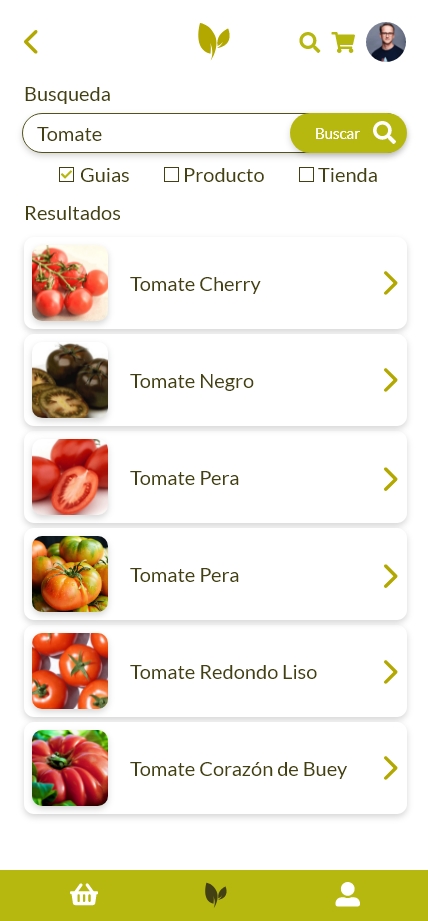 Busqueda
Tomate
Buscar
Guias Producto Tienda
Resultados
Tomate Cherry
Tomate Negro
Tomate Pera
Tomate Pera
Tomate Redondo Liso
Tomate Corazón de Buey